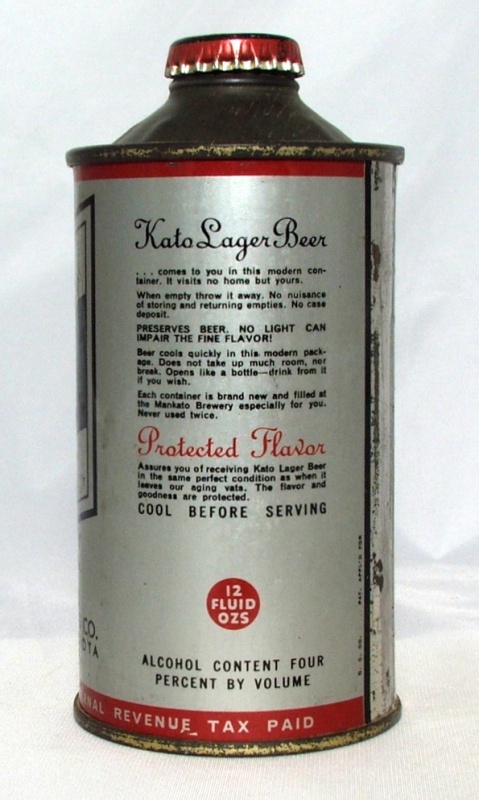 Kato Lager Beer
... comes to you in this modern con-
tainer. It visits no home but yours.
When empty throw it away. No nuisance
of storing and returning empties. No case
deposit.
PRESERVES BEER. NO LIGHT CAN
IMPAIR THE FINE FLAVOR!
Beer cools quickly in this modern pack-
age. Does not take up much room, nor
break. Opens like a bottle—drink from it
if you wish.
Each container is brand new and filled at
the Mankato Brewery especially for you.
Never used twice.
Protected Flavor
Assures you of receiving Kato Lager Beer
in the same perfect condition as when it
leaves our aging vats. The flavor and
goodness are protected.
COOL BEFORE SERVING
12
FLUID
OZS
CO.
OTA
ALCOHOL CONTENT FOUR
PERCENT BY VOLUME
NAL REVENUE TAX PAID